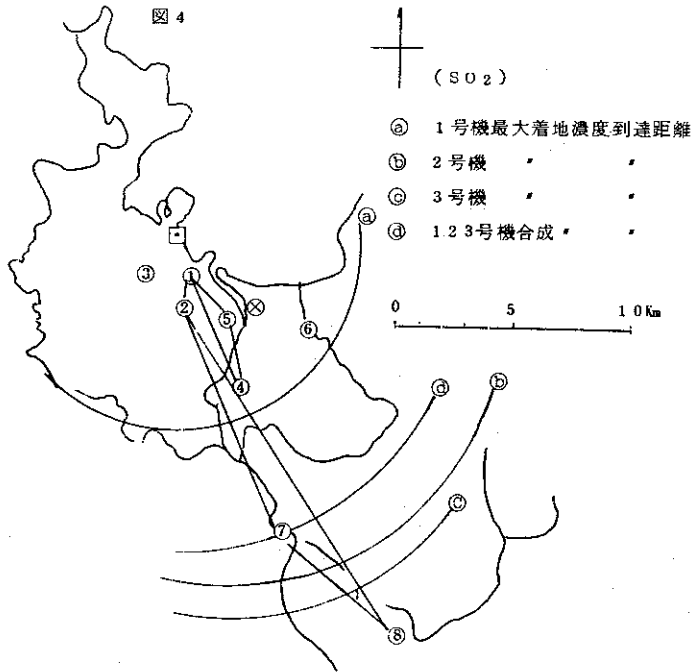 図4
(SO2)
ⓐ 1号機最大着地濃度到達距離
ⓑ 2号機 〃 〃
ⓒ 3号機 〃 〃
ⓓ 1.2 3号機合成 〃 〃
0 5 10Km
ⓐ
③ ①
② ⑤ ⑥
④
ⓓ ⓑ
ⓒ
⑦
⑧